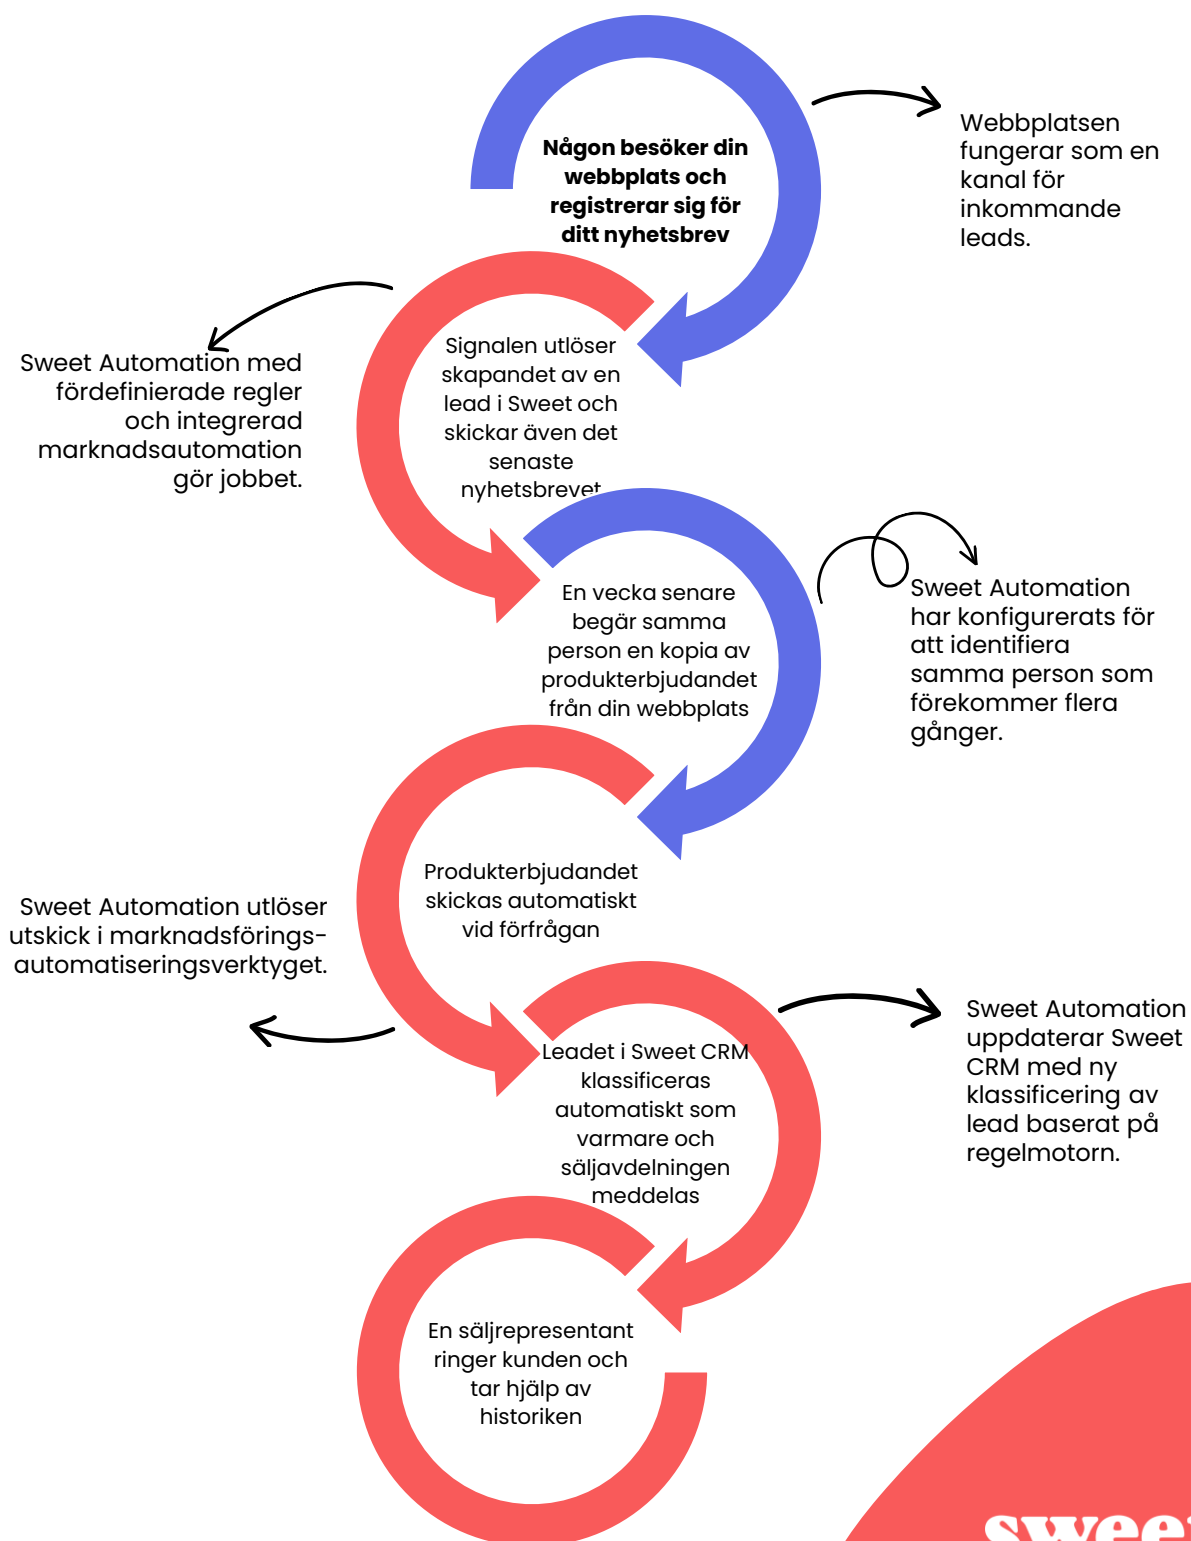 Någon besöker din
webbplats och
registrerar sig för
ditt nyhetsbrev
Webbplatsen
fungerar som en
kanal för
inkommande
leads.
Signalen utlöser
skapandet av en
lead i Sweet och
skickar även det
senaste
nyhetsbrevet
Sweet Automation med
fördefinierade regler
och integrerad
marknadsautomation
gör jobbet.
En vecka senare
begär samma
person en kopia av
produkterbjudandet
från din webbplats
Sweet Automation
har konfigurerats för
att identifiera
samma person som
förekommer flera
gånger.
Produkterbjudandet
skickas automatiskt
vid förfrågan
Sweet Automation utlöser
utskick i marknadsförings-
automatiseringsverktyget.
Leadet i Sweet CRM
klassificeras
automatiskt som
varmare och
säljavdelningen
meddelas
Sweet Automation
uppdaterar Sweet
CRM med ny
klassificering av
lead baserat på
regelmotorn.
En säljrepresentant
ringer kunden och
tar hjälp av
historiken
sweet